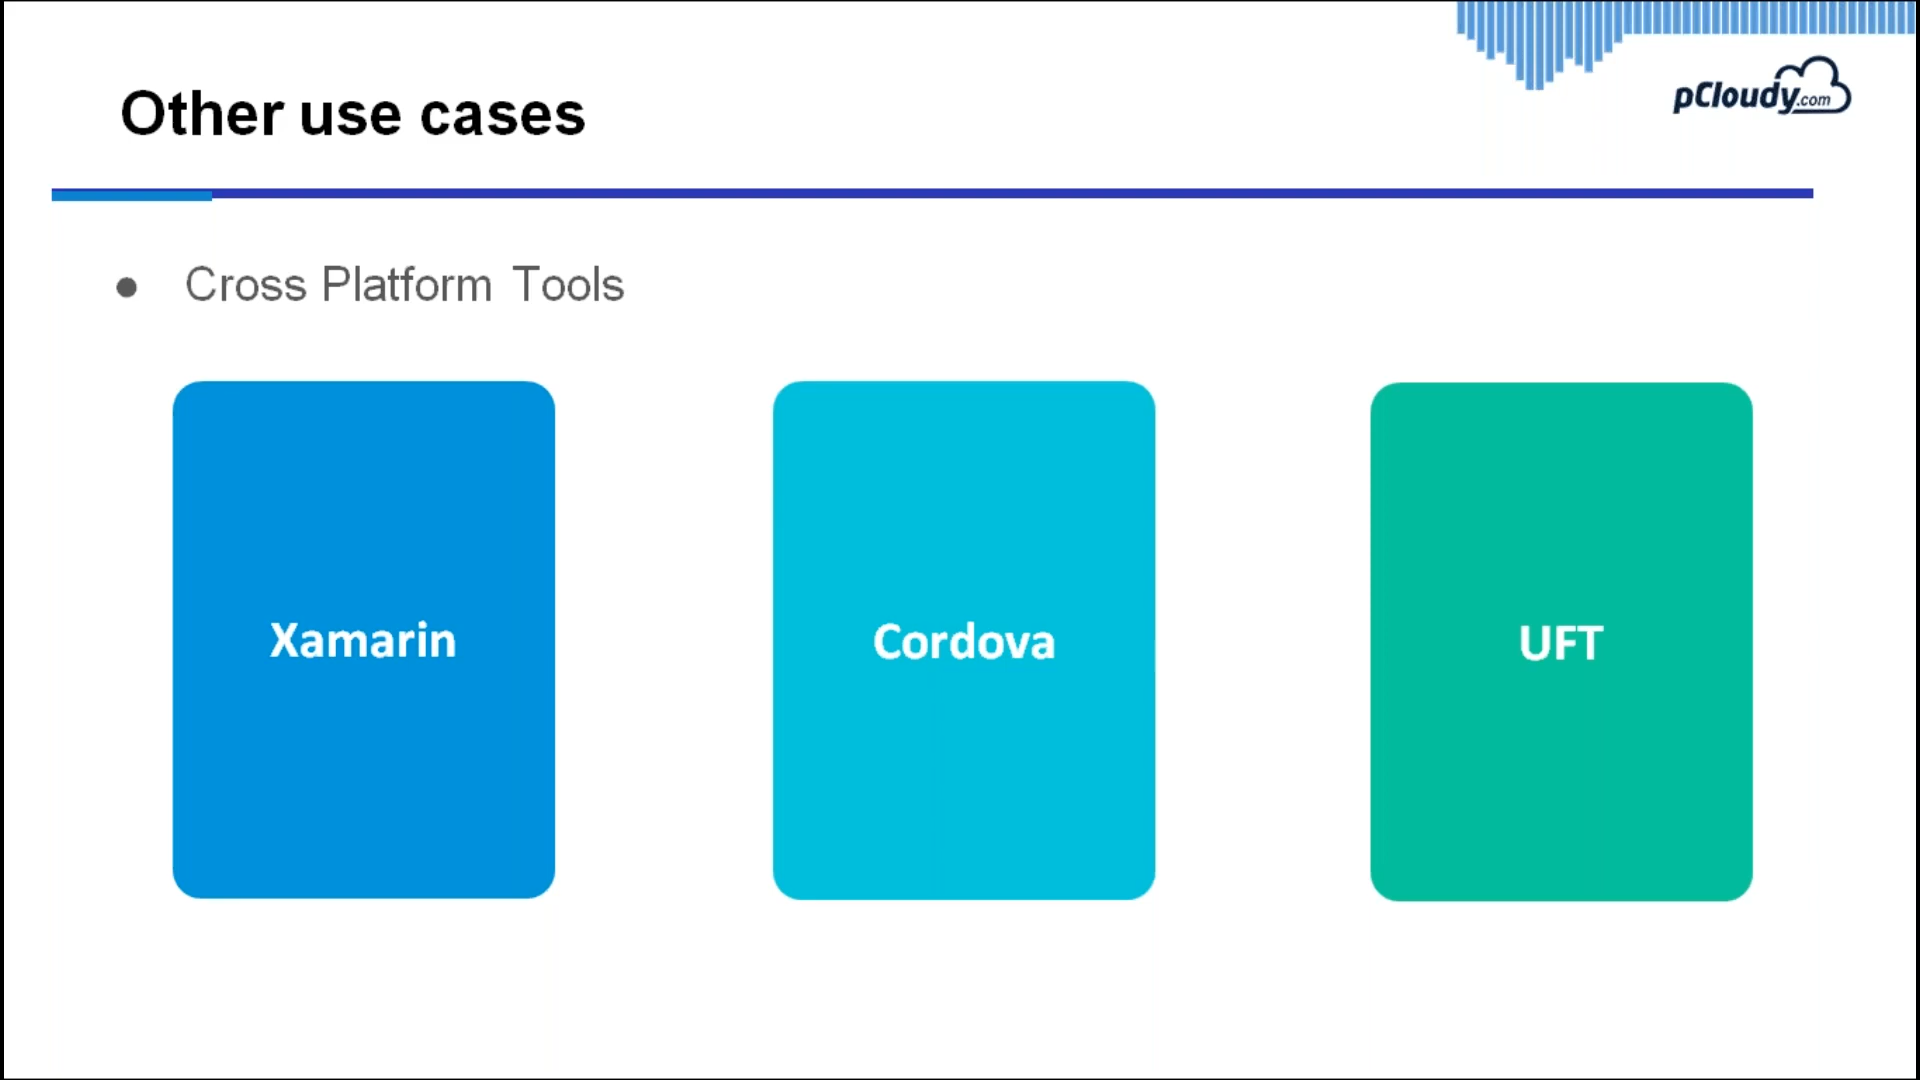 Other use cases
pCloudy.com
● Cross Platform Tools
Xamarin
Cordova
UFT